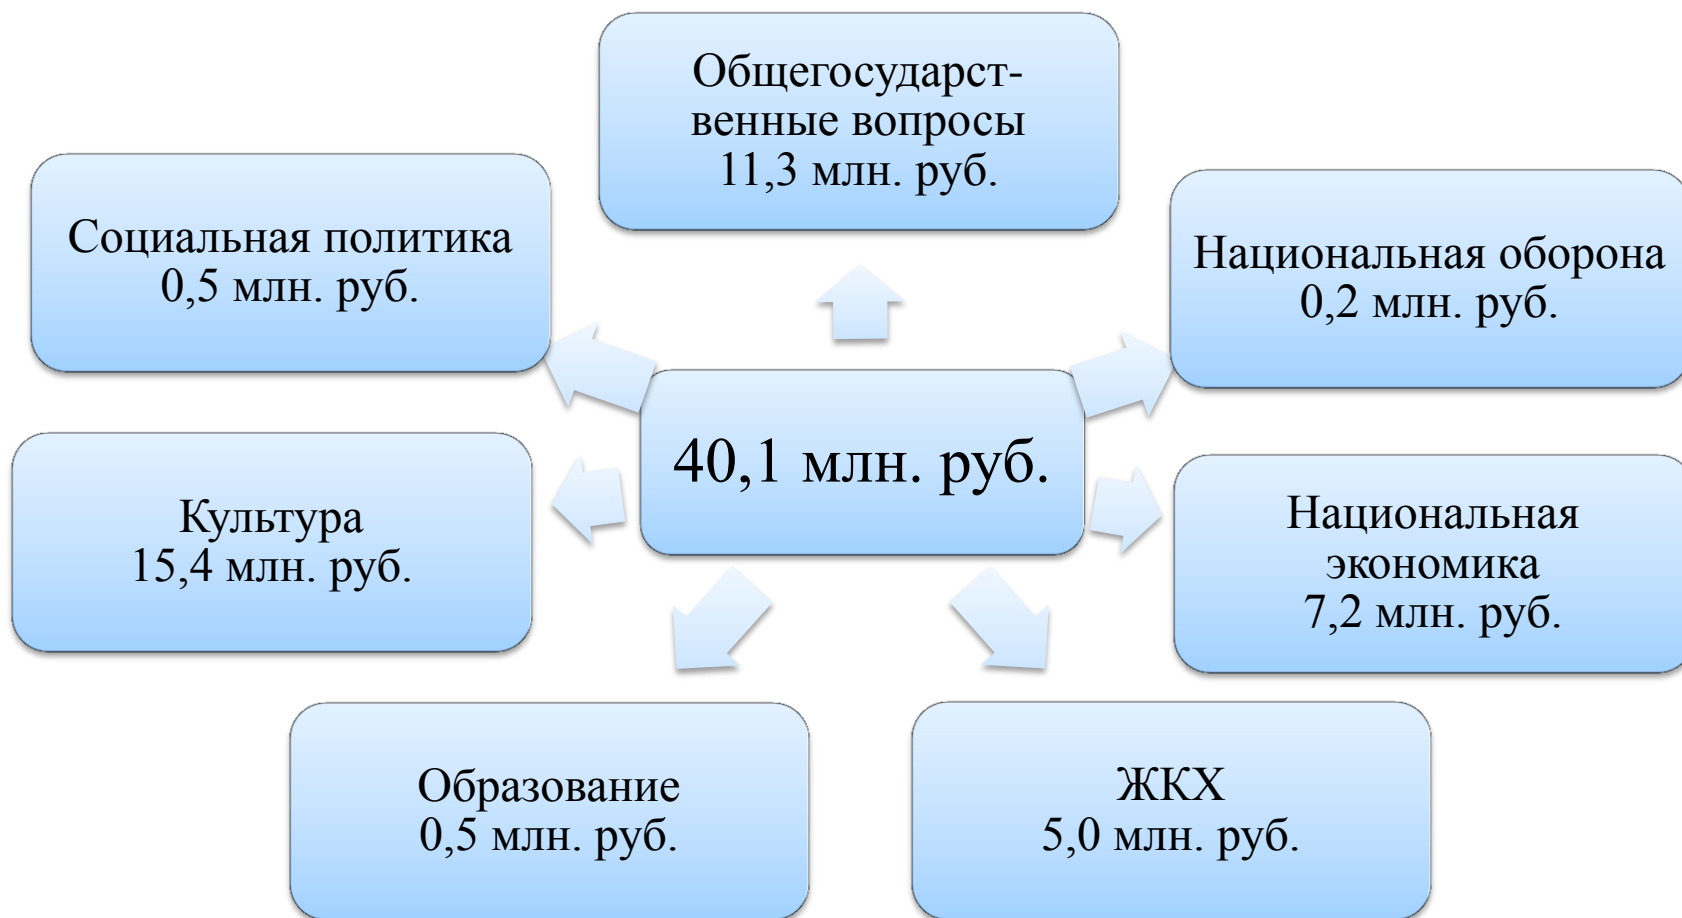 Общегосударст-
венные вопросы
11,3 млн. руб.
Социальная политика
0,5 млн. руб.
Национальная оборона
0,2 млн. руб.
40,1 млн. руб.
Культура
15,4 млн. руб.
Национальная
экономика
7,2 млн. руб.
Образование
0,5 млн. руб.
ЖКХ
5,0 млн. руб.